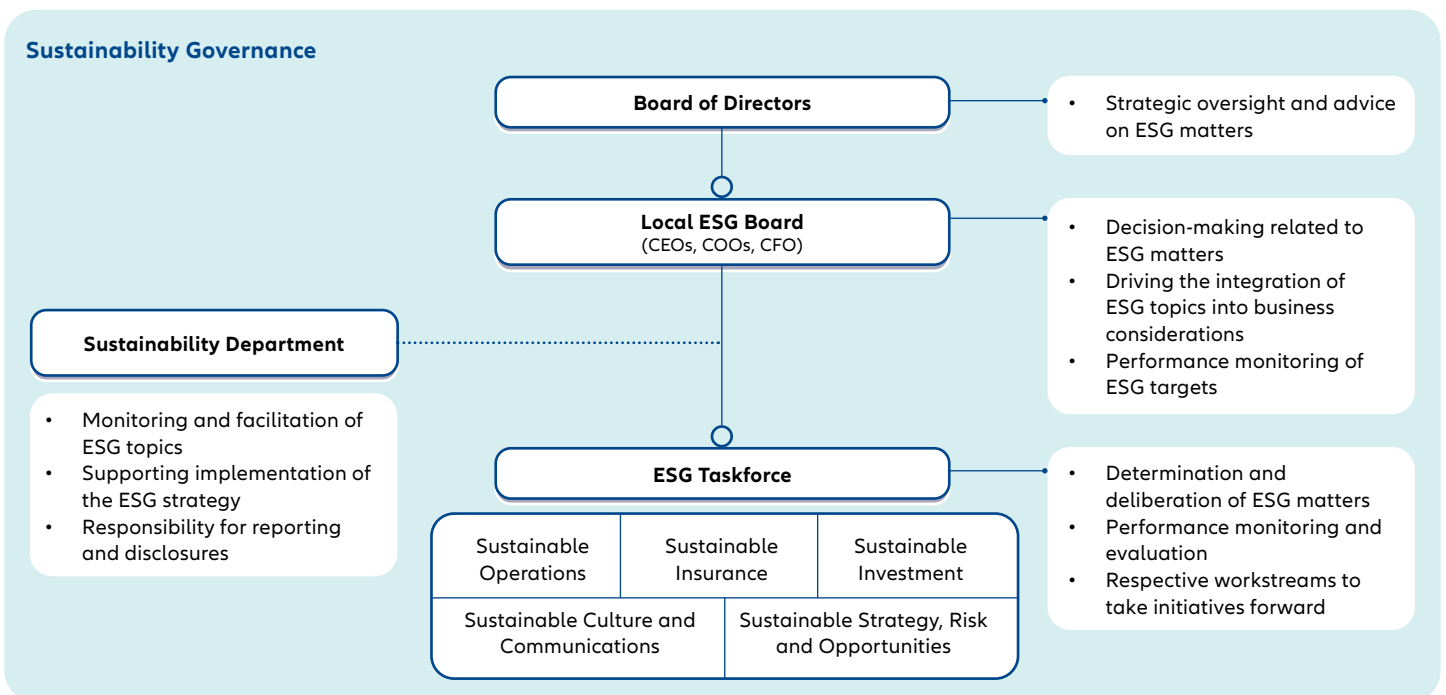 Sustainability Governance
Board of Directors
• Strategic oversight and advice
on ESG matters
Local ESG Board
(CEOs, COOs, CFO)
• Decision-making related to
ESG matters
• Driving the integration of
ESG topics into business
considerations
• Performance monitoring of
ESG targets
Sustainability Department
• Monitoring and facilitation of
ESG topics
• Supporting implementation of
the ESG strategy
• Responsibility for reporting
and disclosures
ESG Taskforce
• Determination and
deliberation of ESG matters
• Performance monitoring and
evaluation
• Respective workstreams to
take initiatives forward
Sustainable
Operations
Sustainable
Insurance
Sustainable
Investment
Sustainable Culture and
Communications
Sustainable Strategy, Risk
and Opportunities